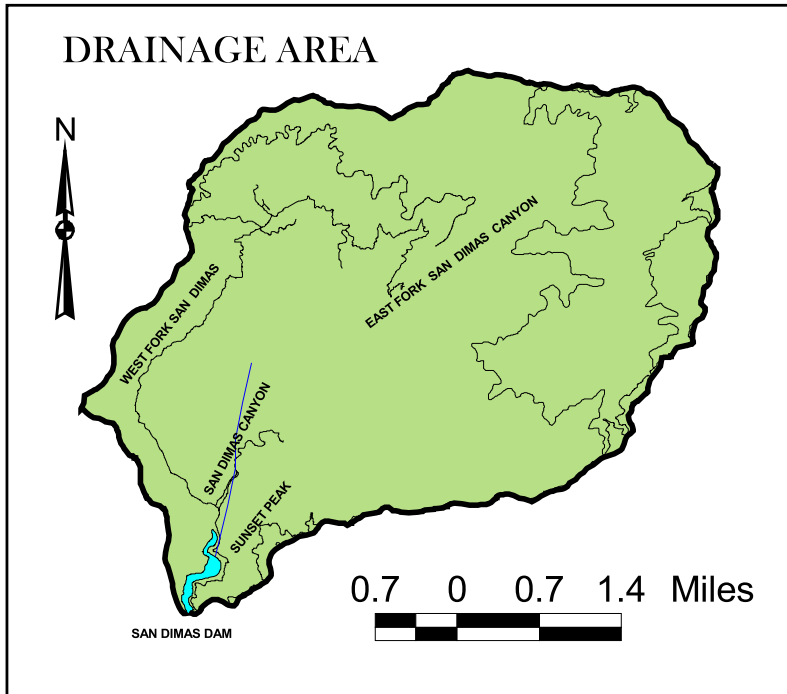 DRAINAGE AREA
N
WEST FORK SAN DIMAS
EAST FORK SAN DIMAS CANYON
SAN DIMAS CANYON
SUNSET PEAK
SAN DIMAS DAM
0.7 0 0.7 1.4 Miles